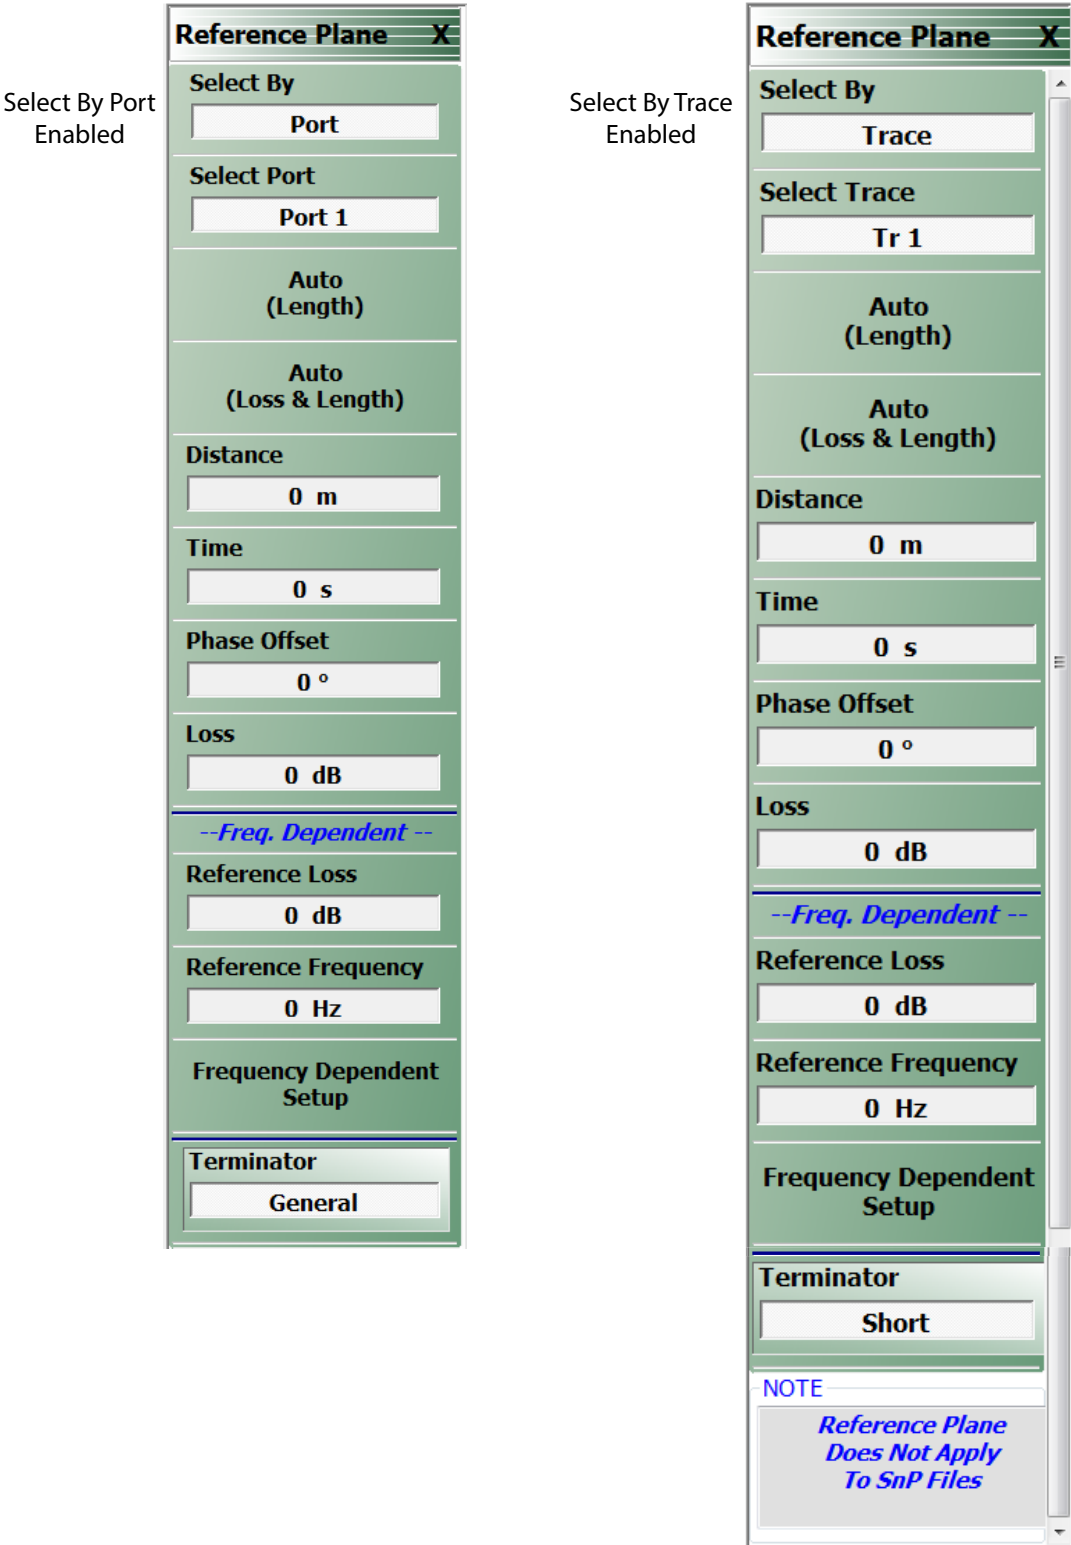 Select By Port
Enabled
Reference Plane X
Select By
Port
Select Port
Port 1
Auto
(Length)
Auto
(Loss & Length)
Distance
0 m
Time
0 s
Phase Offset
0 º
Loss
0 dB
--Freq. Dependent --
Reference Loss
0 dB
Reference Frequency
0 Hz
Frequency Dependent
Setup
Terminator
General
Select By Trace
Enabled
Reference Plane X
Select By
Trace
Select Trace
Tr 1
Auto
(Length)
Auto
(Loss & Length)
Distance
0 m
Time
0 s
Phase Offset
0 º
Loss
0 dB
--Freq. Dependent --
Reference Loss
0 dB
Reference Frequency
0 Hz
Frequency Dependent
Setup
Terminator
Short
NOTE
Reference Plane
Does Not Apply
To SnP Files